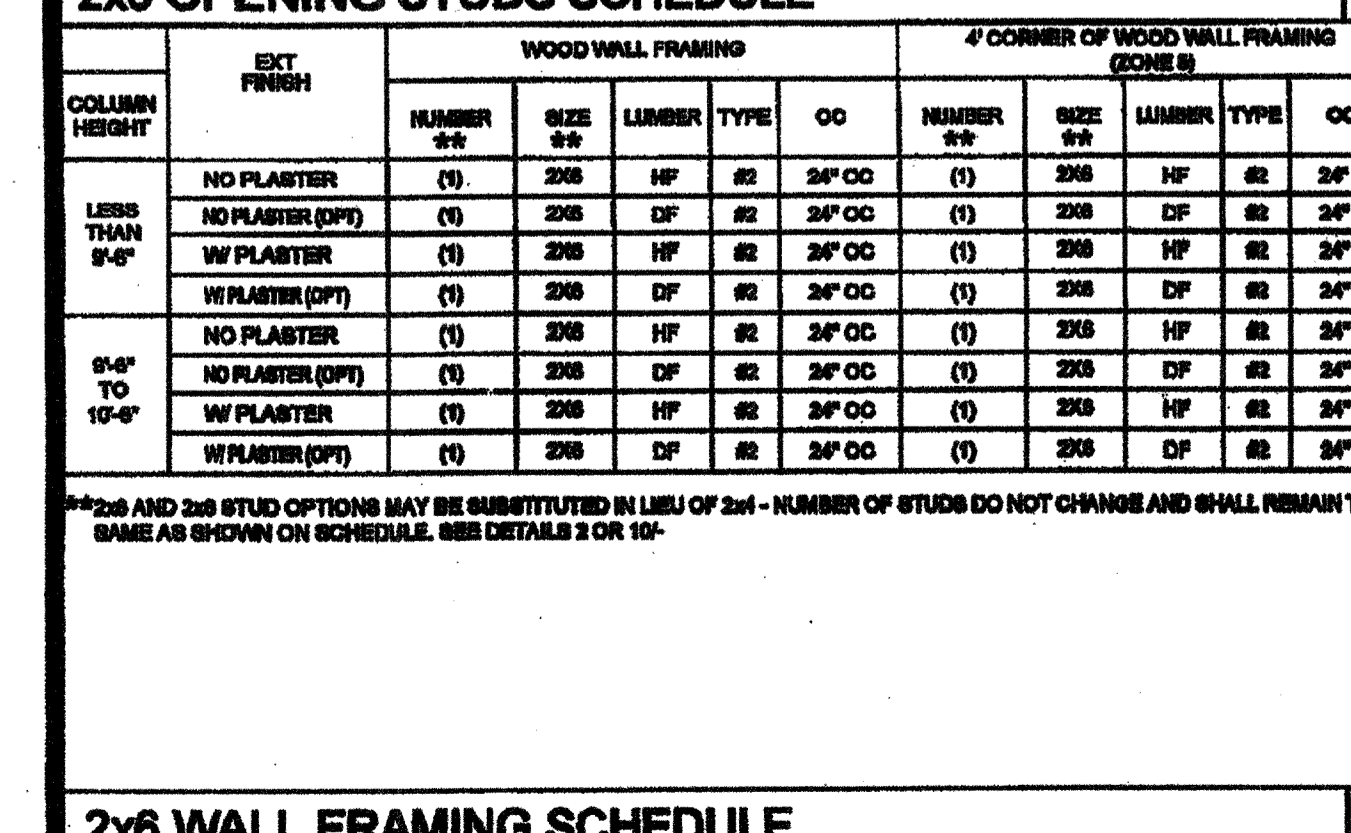 OPENING STUDS SCHEDULE
EXT FINISH WOOD WALL FRAMING 4' CORNER OF WOOD WALL FRAMING (ZONE 5)
COLUMN HEIGHT NUMBER ** SIZE ** LUMBER TYPE OC NUMBER ** SIZE ** LUMBER TYPE
LESS THAN 9'-6"
NO PLASTER (1) 2X6 HF #2 24" OC (1) 2X6 HF #2 24"
NO PLASTER (OPT) (1) 2X6 DF #2 24" OC (1) 2X6 DF #2 24"
W/ PLASTER (1) 2X6 HF #2 24" OC (1) 2X6 HF #2 24"
W/ PLASTER (OPT) (1) 2X6 DF #2 24" OC (1) 2X6 DF #2 24"
9'-6" TO 10'-6"
NO PLASTER (1) 2X6 HF #2 24" OC (1) 2X6 HF #2 24"
NO PLASTER (OPT) (1) 2X6 DF #2 24" OC (1) 2X6 DF #2 24"
W/ PLASTER (1) 2X6 HF #2 24" OC (1) 2X6 HF #2 24"
W/ PLASTER (OPT) (1) 2X6 DF #2 24" OC (1) 2X6 DF #2 24"
** AND STUD OPTIONS MAY BE SUBSTITUTED IN LIEU OF 2x4 - NUMBER OF STUDS DO NOT CHANGE AND SHALL REMAIN
SAME AS SHOWN ON SCHEDULE. SEE DETAILS 2 OR 10/-
2x6 WALL FRAMING SCHEDULE